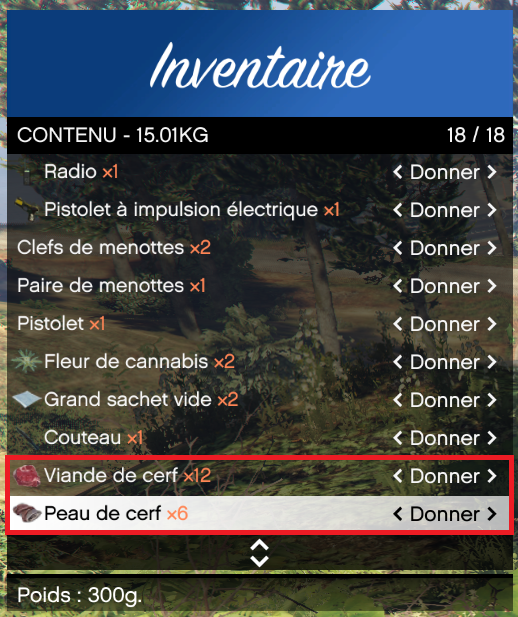 Inventaire
CONTENU - 15.01KG 18 / 18
Radio x1 < Donner >
Pistolet à impulsion électrique x1 < Donner >
Clefs de menottes x2 < Donner >
Paire de menottes x1 < Donner >
Pistolet x1 < Donner >
Fleur de cannabis x2 < Donner >
Grand sachet vide x2 < Donner >
Couteau x1 < Donner >
Viande de cerf x12 < Donner >
Peau de cerf x6 < Donner >
Poids : 300g.